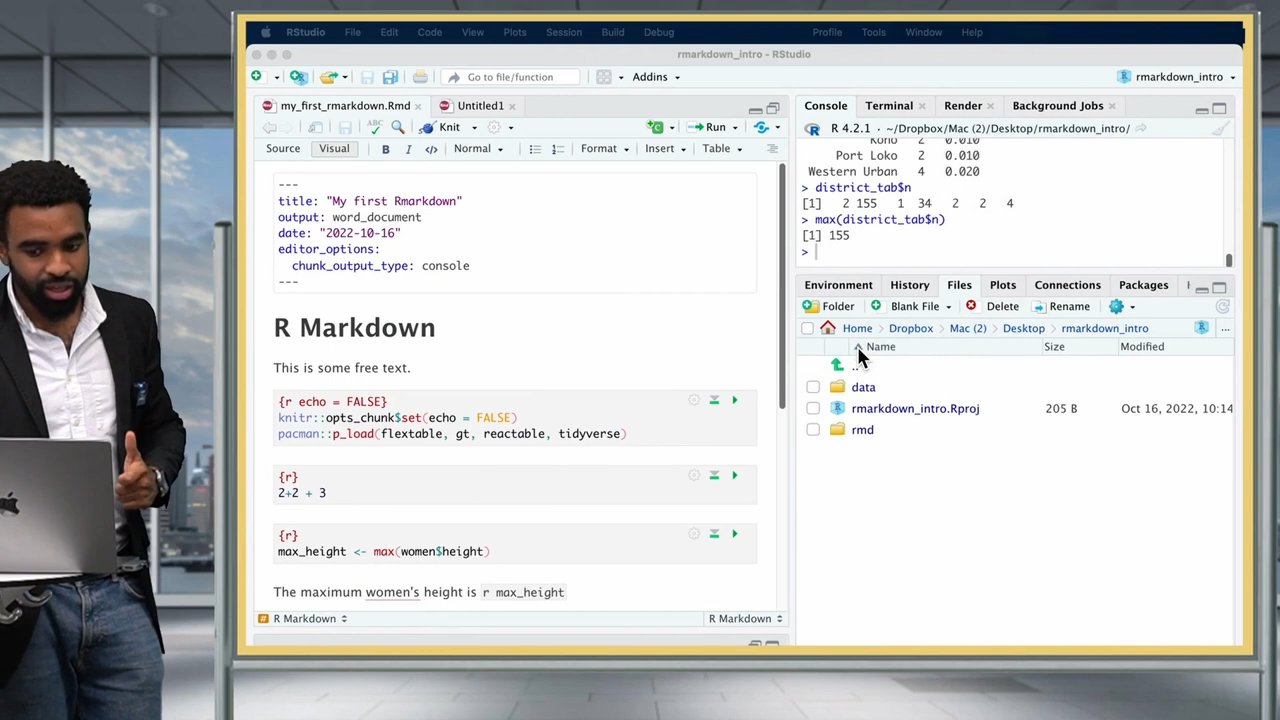 RStudio File Edit Code View Plots Session Build Debug Profile Tools Window Help
rmarkdown_intro - RStudio
Go to file/function Addins rmarkdown_intro
my_first_rmarkdown.Rmd Untitled1
ABC Knit Run
Source Visual B I </> Normal Format Insert Table
---
title: "My first Rmarkdown"
output: word_document
date: "2022-10-16"
editor_options:
chunk_output_type: console
---
R Markdown
This is some free text.
{r echo = FALSE}
knitr::opts_chunk$set(echo = FALSE)
pacman::p_load(flextable, gt, reactable, tidyverse)
{r}
2+2 + 3
{r}
max_height <- max(women$height)
The maximum women's height is r max_height
# R Markdown R Markdown
Console Terminal Render Background Jobs
R 4.2.1 · ~/Dropbox/Mac (2)/Desktop/rmarkdown_intro/
Kono 2 0.010
Port Loko 2 0.010
Western Urban 4 0.020
> district_tab$n
[1] 2 155 1 34 2 2 4
> max(district_tab$n)
[1] 155
>
Environment History Files Plots Connections Packages
Folder Blank File Delete Rename
Home > Dropbox > Mac (2) > Desktop > rmarkdown_intro ...
Name Size Modified
..
data
rmarkdown_intro.Rproj 205 B Oct 16, 2022, 10:14
rmd